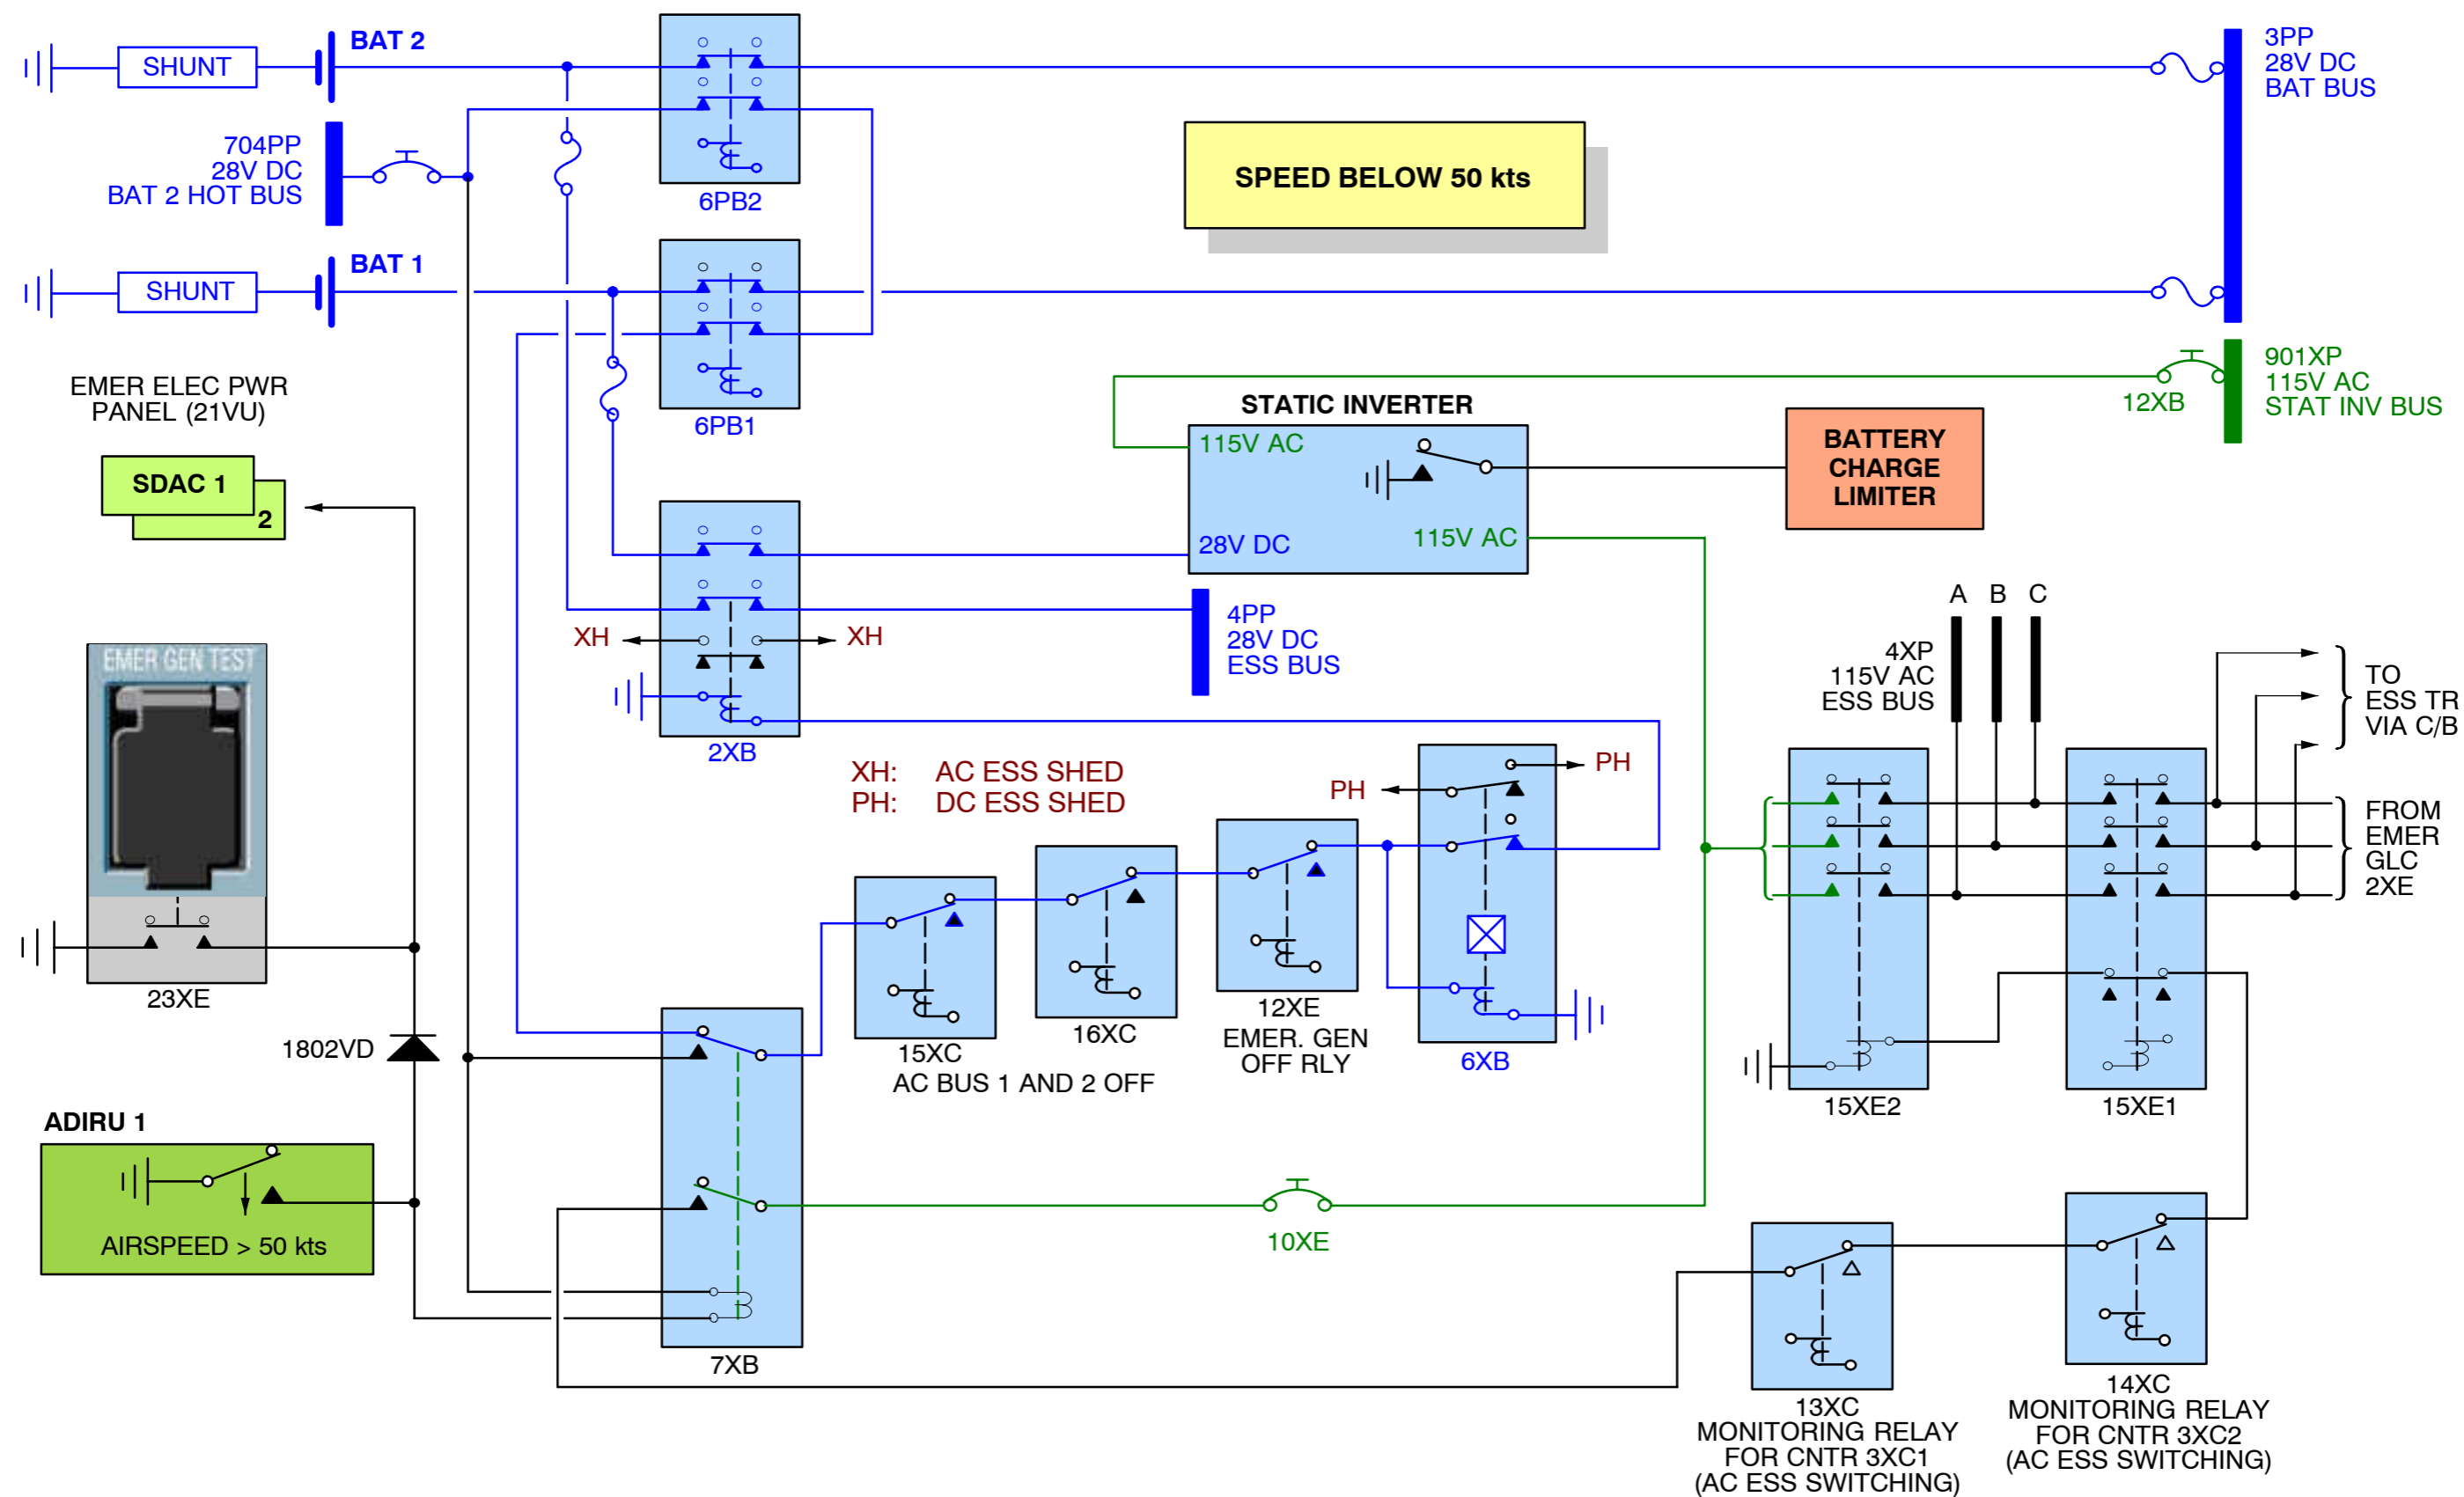 BAT 2
SHUNT
3PP
28V DC
BAT BUS
704PP
28V DC
BAT 2 HOT BUS
6PB2
SPEED BELOW 50 kts
BAT 1
SHUNT
6PB1
EMER ELEC PWR
PANEL (21VU)
901XP
115V AC
STAT INV BUS
12XB
STATIC INVERTER
115V AC
28V DC
115V AC
BATTERY
CHARGE
LIMITER
SDAC 1
2
4PP
28V DC
ESS BUS
XH
XH
2XB
A
B
C
4XP
115V AC
ESS BUS
TO
ESS TR
VIA C/B
FROM
EMER
GLC
2XE
EMER GEN TEST
23XE
XH: AC ESS SHED
PH: DC ESS SHED
PH
PH
15XC
16XC
AC BUS 1 AND 2 OFF
12XE
EMER. GEN
OFF RLY
6XB
15XE2
15XE1
1802VD
ADIRU 1
AIRSPEED > 50 kts
10XE
7XB
13XC
MONITORING RELAY
FOR CNTR 3XC1
(AC ESS SWITCHING)
14XC
MONITORING RELAY
FOR CNTR 3XC2
(AC ESS SWITCHING)